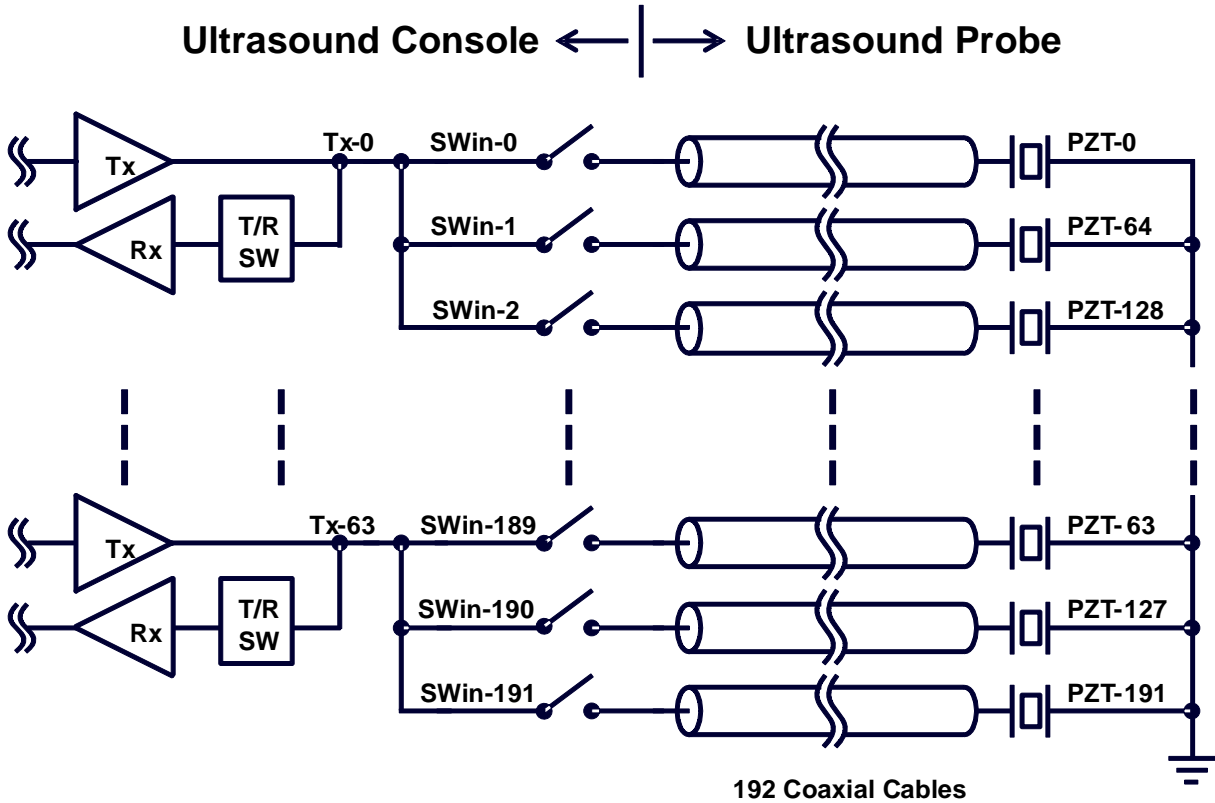 Ultrasound Console
Ultrasound Probe
Tx-0
SWin-0
PZT-0
Tx
SWin-1
PZT-64
Rx
T/R
SW
SWin-2
PZT-128
Tx-63
SWin-189
PZT-63
Tx
SWin-190
PZT-127
Rx
T/R
SW
SWin-191
PZT-191
192 Coaxial Cables